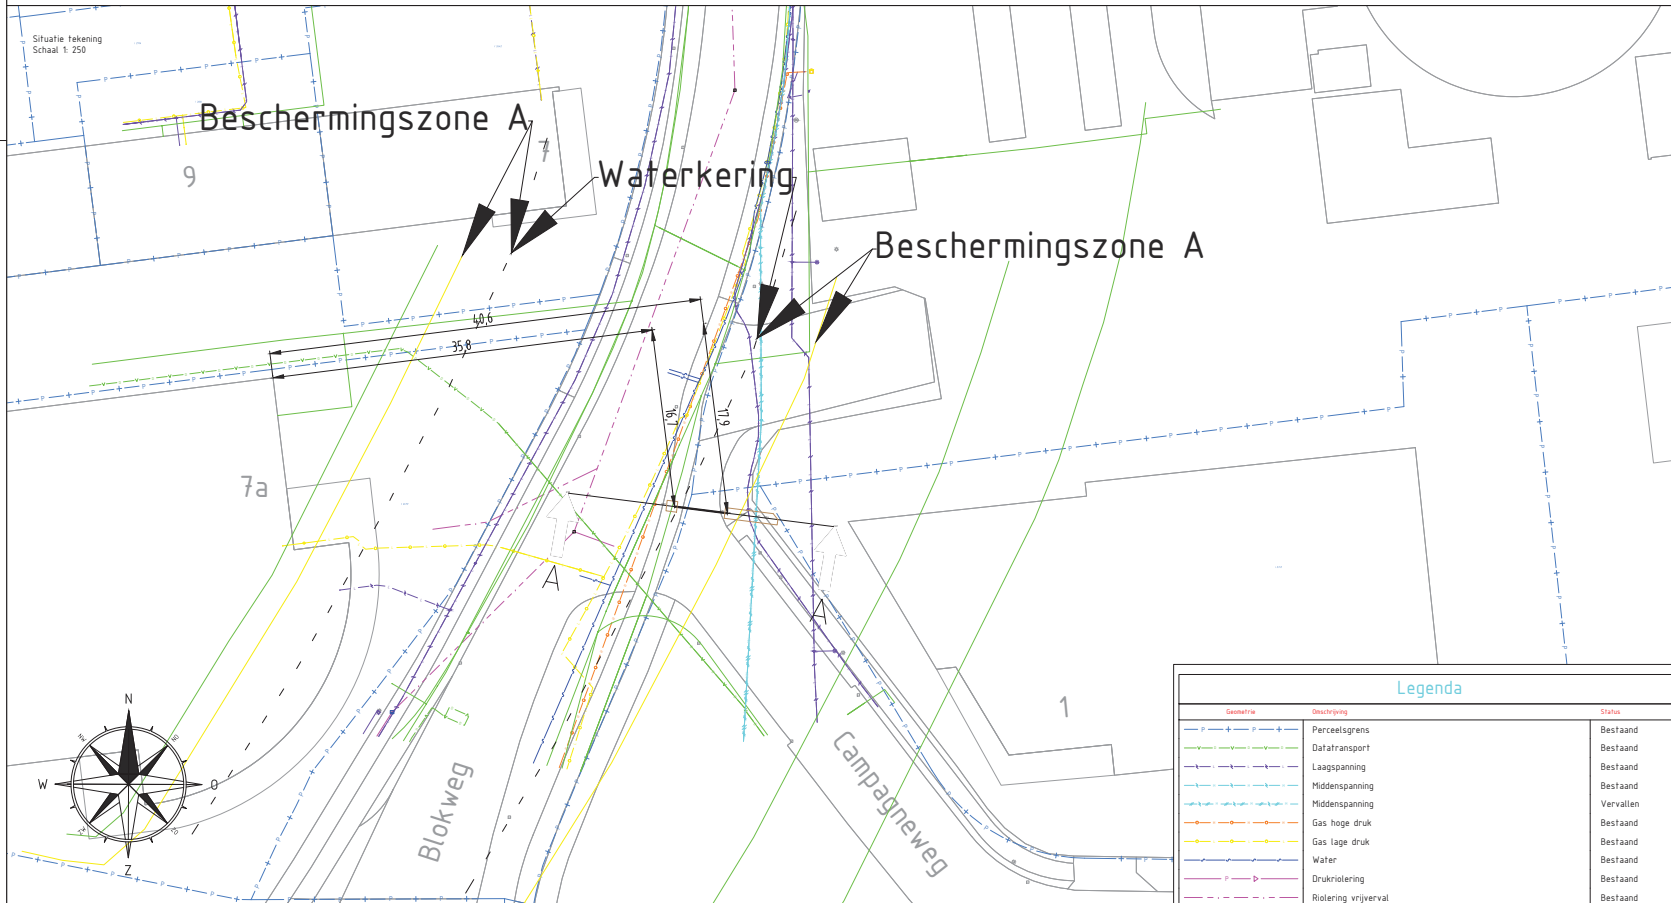 Situatie tekening
Schaal 1: 250
Beschermingszone A
7
Waterkering
9
Beschermingszone A
40,6
35,8
16,7
17,9
7a
A
A
1
N
NW
NO
W
O
ZW
ZO
Z
Blokweg
Campagneweg
Legenda
Geometrie Omschrijving Status
Perceelsgrens Bestaand
Datatransport Bestaand
Laagspanning Bestaand
Middenspanning Bestaand
Middenspanning Vervallen
Gas hoge druk Bestaand
Gas lage druk Bestaand
Water Bestaand
Drukriolering Bestaand
Riolering vrijverval Bestaand